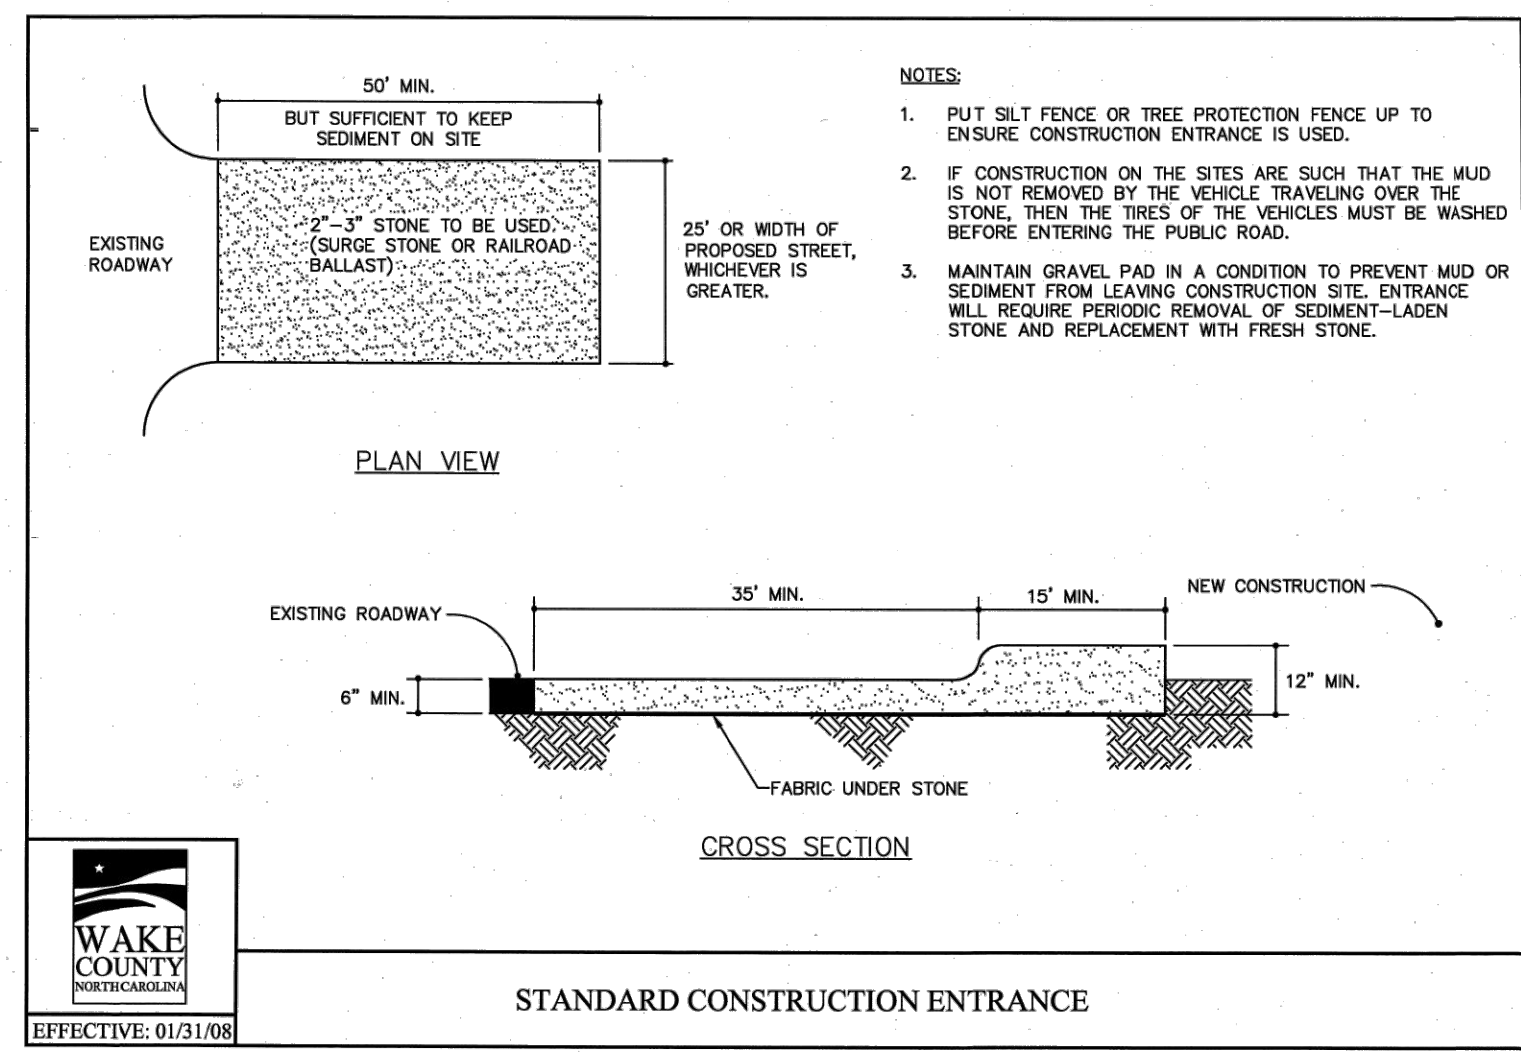 50' MIN.
BUT SUFFICIENT TO KEEP
SEDIMENT ON SITE
2"-3" STONE TO BE USED.
(SURGE STONE OR RAILROAD
BALLAST)
EXISTING
ROADWAY
25' OR WIDTH OF
PROPOSED STREET,
WHICHEVER IS
GREATER.
PLAN VIEW
NOTES:
1. PUT SILT FENCE OR TREE PROTECTION FENCE UP TO
ENSURE CONSTRUCTION ENTRANCE IS USED.
2. IF CONSTRUCTION ON THE SITES ARE SUCH THAT THE MUD
IS NOT REMOVED BY THE VEHICLE TRAVELING OVER THE
STONE, THEN THE TIRES OF THE VEHICLES MUST BE WASHED
BEFORE ENTERING THE PUBLIC ROAD.
3. MAINTAIN GRAVEL PAD IN A CONDITION TO PREVENT MUD OR
SEDIMENT FROM LEAVING CONSTRUCTION SITE. ENTRANCE
WILL REQUIRE PERIODIC REMOVAL OF SEDIMENT-LADEN
STONE AND REPLACEMENT WITH FRESH STONE.
35' MIN.
15' MIN.
NEW CONSTRUCTION
EXISTING ROADWAY
6" MIN.
12" MIN.
FABRIC UNDER STONE
CROSS SECTION
WAKE
COUNTY
NORTH CAROLINA
EFFECTIVE: 01/31/08
STANDARD CONSTRUCTION ENTRANCE